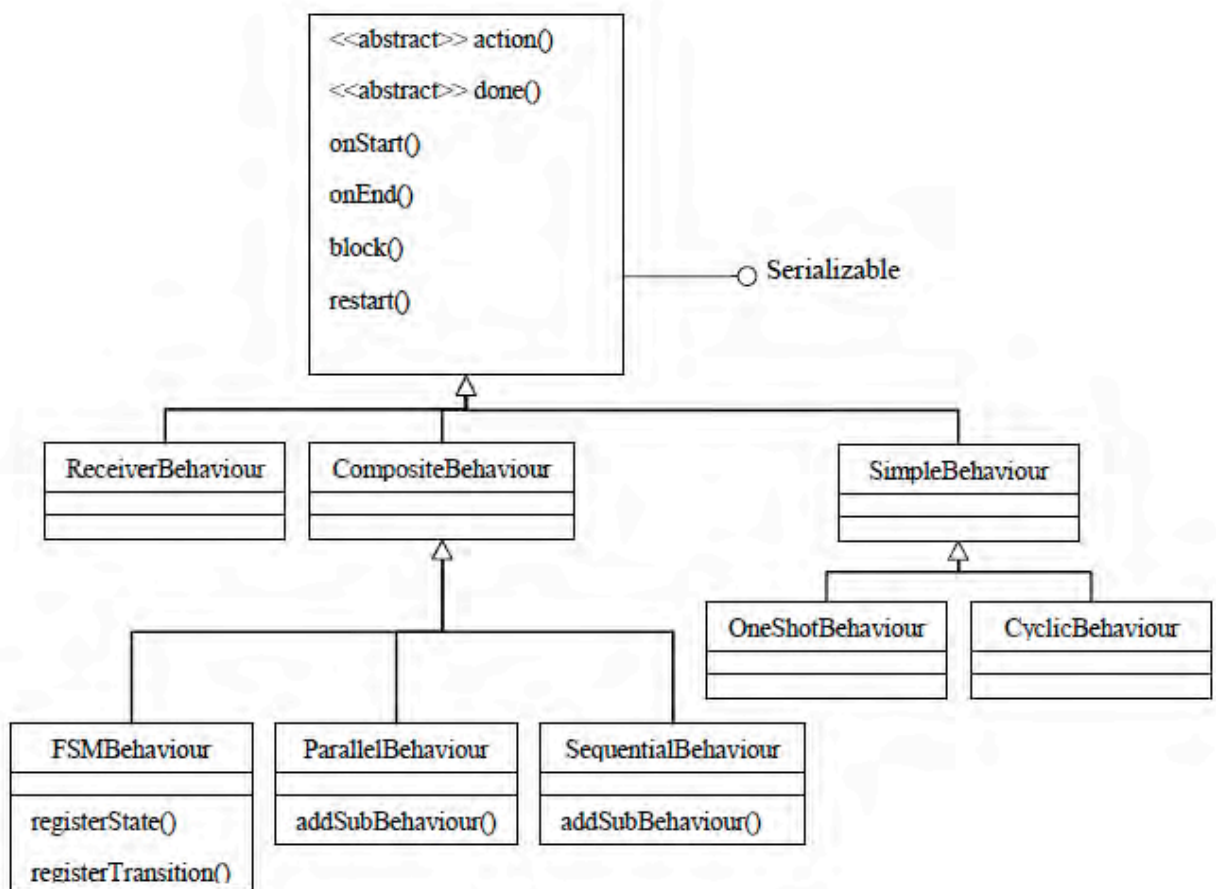 <<abstract>> action()
<<abstract>> done()
onStart()
onEnd()
block()
restart()
Serializable
ReceiverBehaviour
CompositeBehaviour
SimpleBehaviour
OneShotBehaviour
CyclicBehaviour
FSMBehaviour
registerState()
registerTransition()
ParallelBehaviour
addSubBehaviour()
SequentialBehaviour
addSubBehaviour()